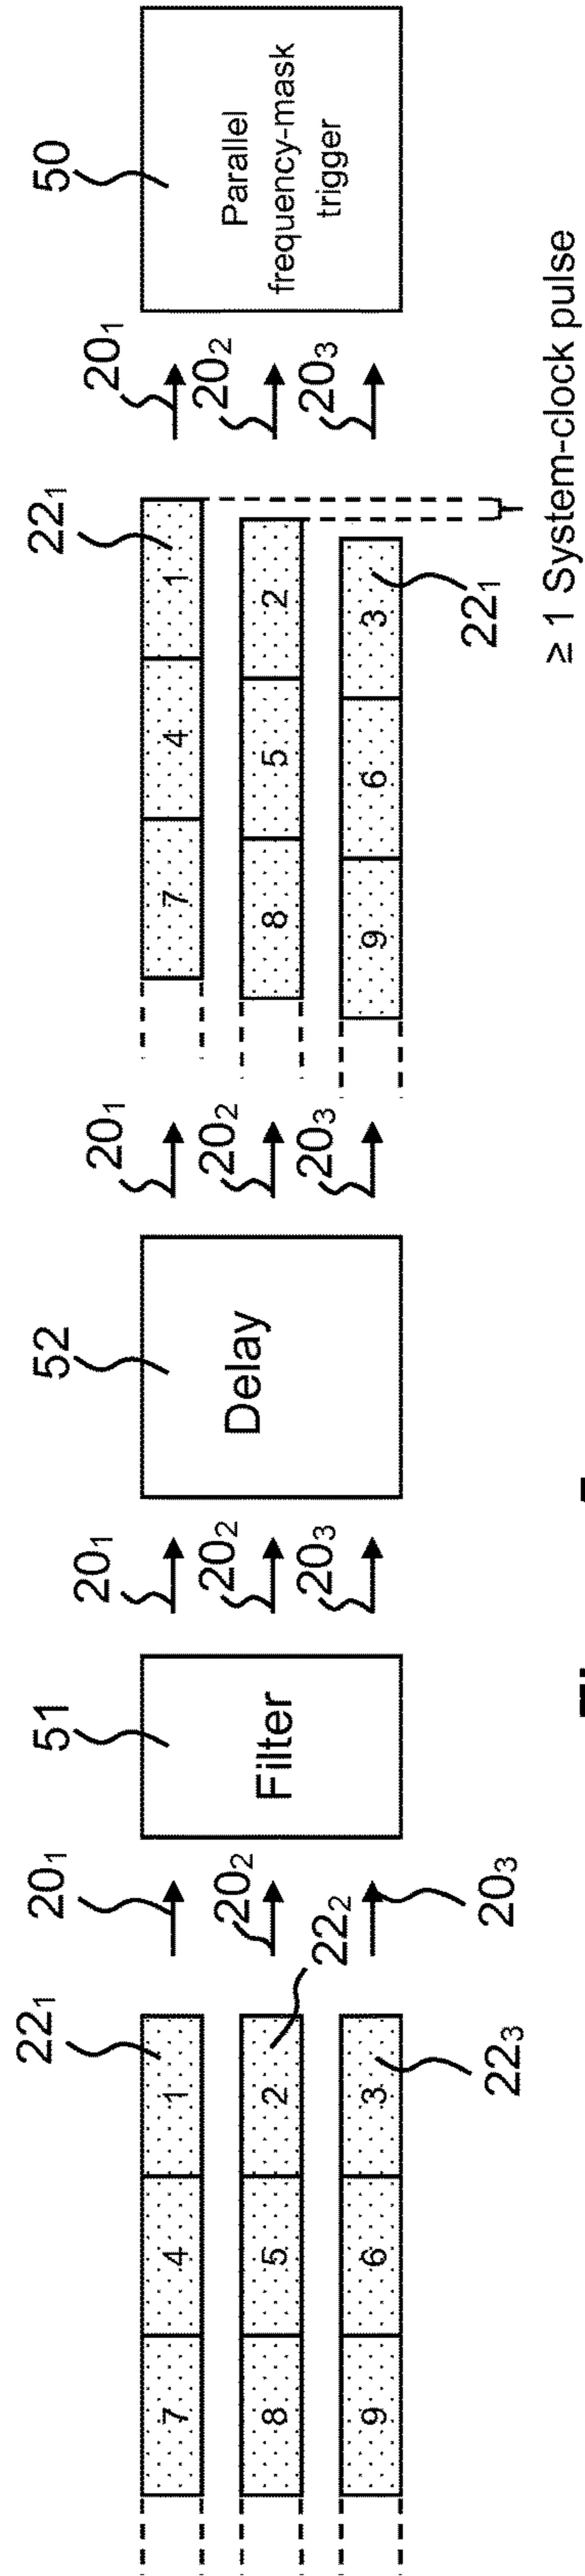 22₁
7 4 1
8 5 2
22₂
9 6 3
22₃
20₁
20₂
20₃
51
Filter
20₁
20₂
20₃
52
Delay
20₁
20₂
20₃
22₁
7 4 1
8 5 2
9 6 3
22₁
≥ 1 System-clock pulse
20₁
20₂
20₃
50
Parallel
frequency-mask
trigger